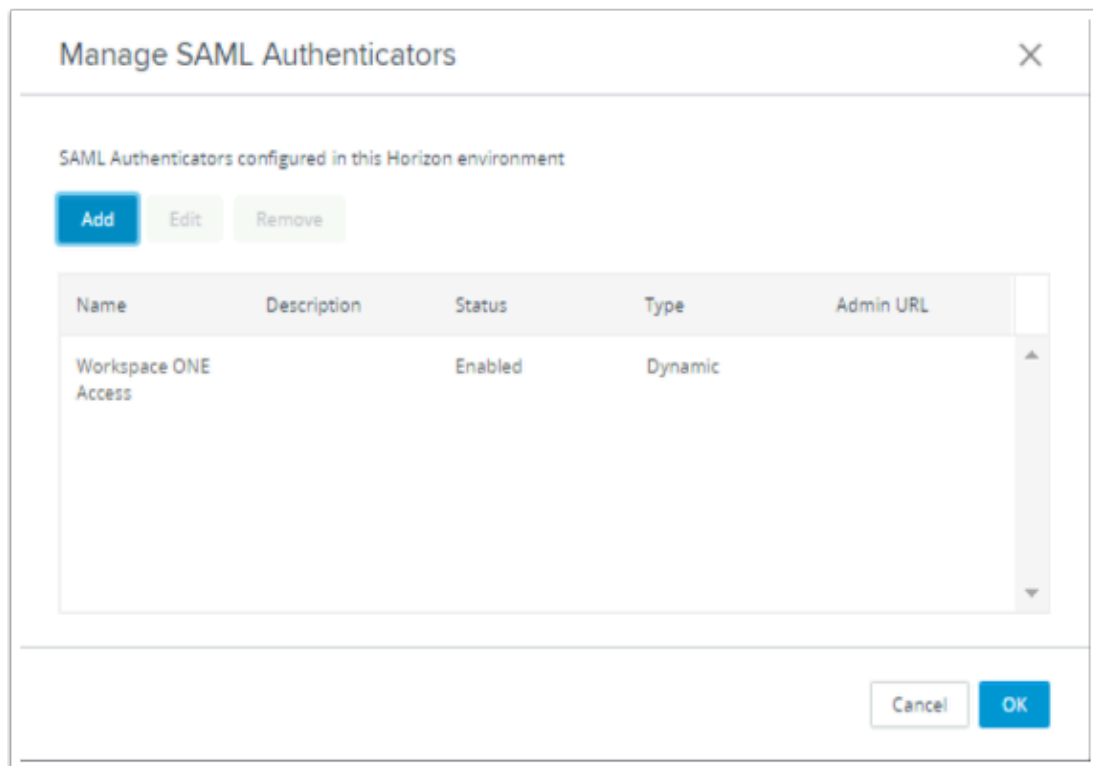 Manage SAML Authenticators
SAML Authenticators configured in this Horizon environment
Add Edit Remove
Name Description Status Type Admin URL
Workspace ONE Enabled Dynamic
Access
Cancel OK